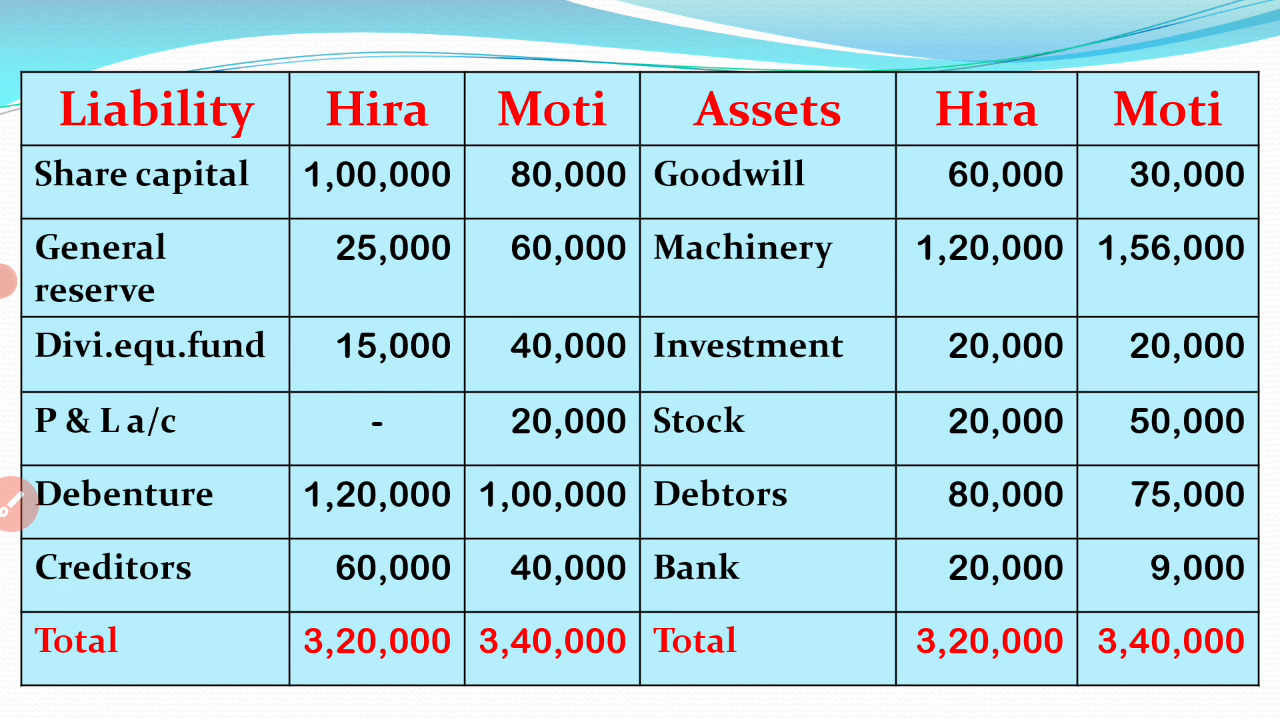 Liability Hira Moti Assets Hira Moti
Share capital 1,00,000 80,000 Goodwill 60,000 30,000
General 25,000 60,000 Machinery 1,20,000 1,56,000
reserve
Divi.equ.fund 15,000 40,000 Investment 20,000 20,000
P & L a/c - 20,000 Stock 20,000 50,000
Debenture 1,20,000 1,00,000 Debtors 80,000 75,000
Creditors 60,000 40,000 Bank 20,000 9,000
Total 3,20,000 3,40,000 Total 3,20,000 3,40,000